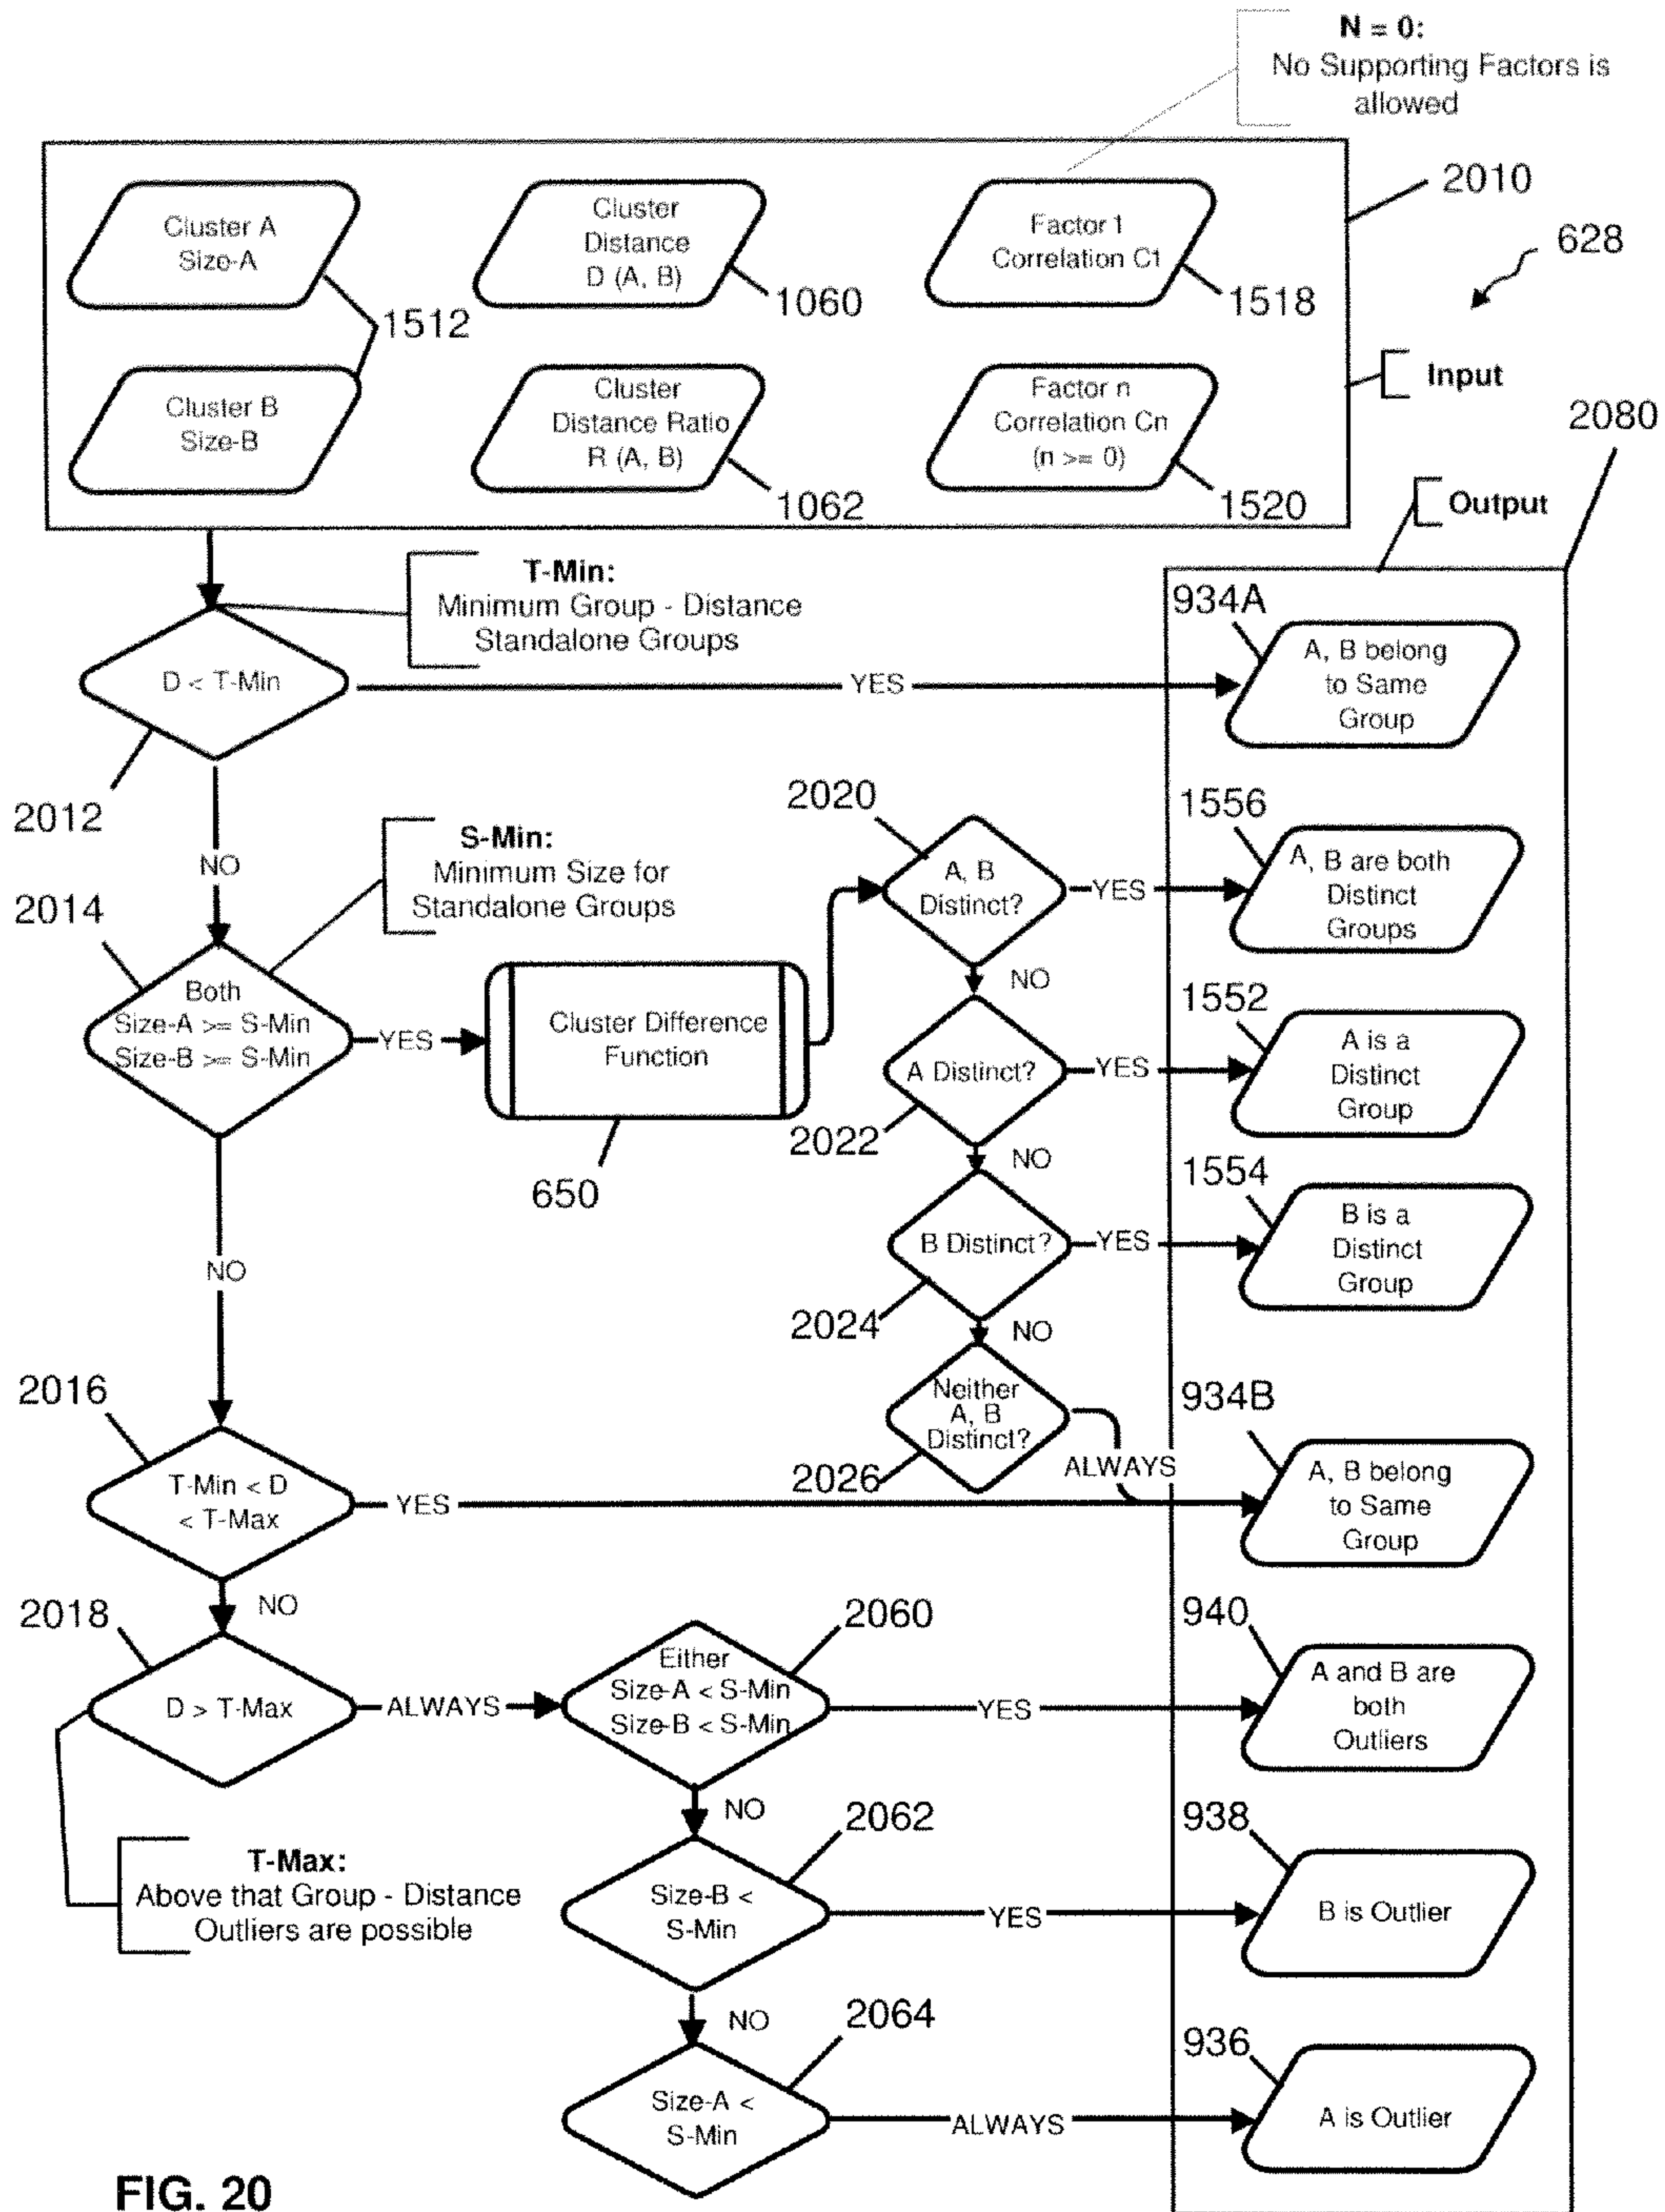 N = 0:
No Supporting Factors is
allowed
2010
628
Cluster A
Size-A
Cluster
Distance
D (A, B)
Factor 1
Correlation C1
1512
1060
1518
Cluster B
Size-B
Cluster
Distance Ratio
R (A, B)
Factor n
Correlation Cn
(n >= 0)
Input
1062
1520
2080
Output
T-Min:
Minimum Group - Distance
Standalone Groups
934A
D < T-Min
YES
A, B belong
to Same
Group
2012
NO
S-Min:
Minimum Size for
Standalone Groups
2020
1556
A, B
Distinct?
YES
A, B are both
Distinct
Groups
2014
NO
Both
Size-A >= S-Min
Size-B >= S-Min
YES
Cluster Difference
Function
650
1552
A Distinct?
YES
A is a
Distinct
Group
2022
NO
1554
B Distinct?
YES
B is a
Distinct
Group
NO
2024
NO
2016
Neither
A, B
Distinct?
2026
ALWAYS
934B
T-Min < D
< T-Max
YES
A, B belong
to Same
Group
NO
2018
2060
940
D > T-Max
ALWAYS
Either
Size-A < S-Min
Size-B < S-Min
YES
A and B are
both
Outliers
NO
T-Max:
Above that Group - Distance
Outliers are possible
2062
938
Size-B <
S-Min
YES
B is Outlier
NO
2064
936
Size-A <
S-Min
ALWAYS
A is Outlier
FIG. 20